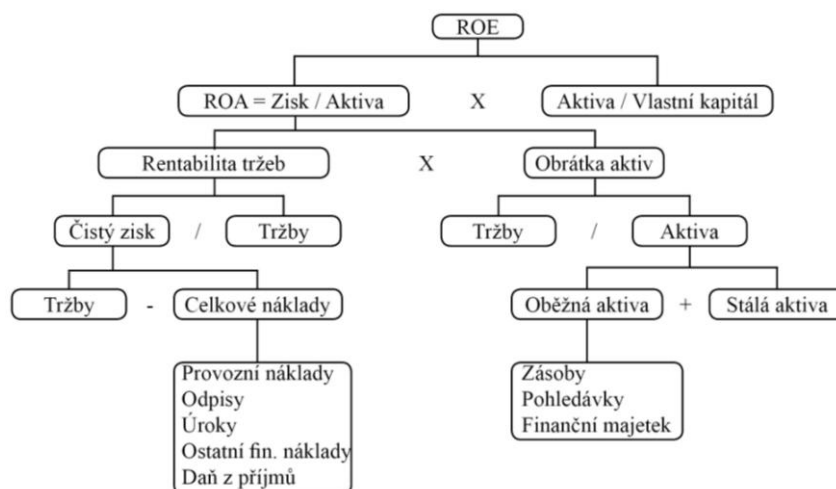 ROE
ROA = Zisk / Aktiva X Aktiva / Vlastní kapitál
Rentabilita tržeb X Obrátka aktiv
Čistý zisk / Tržby Tržby / Aktiva
Tržby - Celkové náklady Oběžná aktiva + Stálá aktiva
Provozní náklady
Odpisy
Úroky
Ostatní fin. náklady
Daň z příjmů
Zásoby
Pohledávky
Finanční majetek